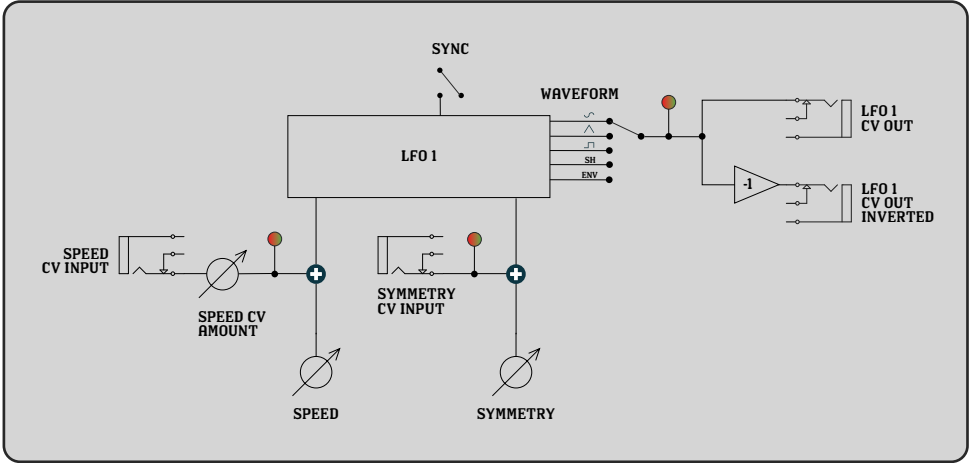 SYNC
WAVEFORM
LFO 1
SH
ENV
LFO 1
CV OUT
-1
LFO 1
CV OUT
INVERTED
SPEED
CV INPUT
SPEED CV
AMOUNT
SYMMETRY
CV INPUT
SPEED
SYMMETRY